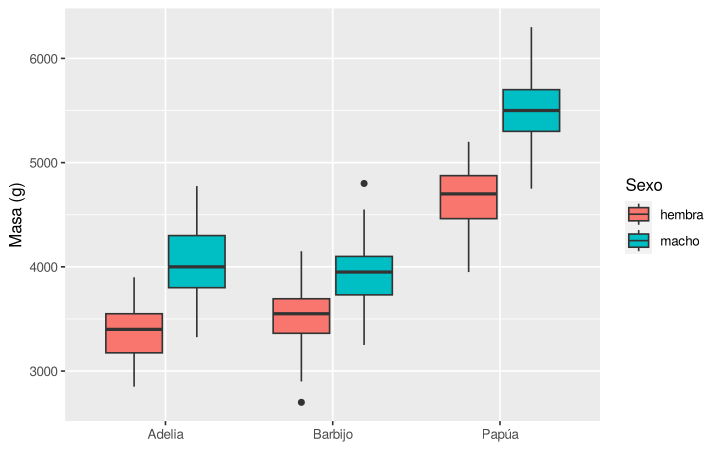 Masa (g)
6000
5000
4000
3000
Adelia
Barbijo
Papúa
Sexo
hembra
macho